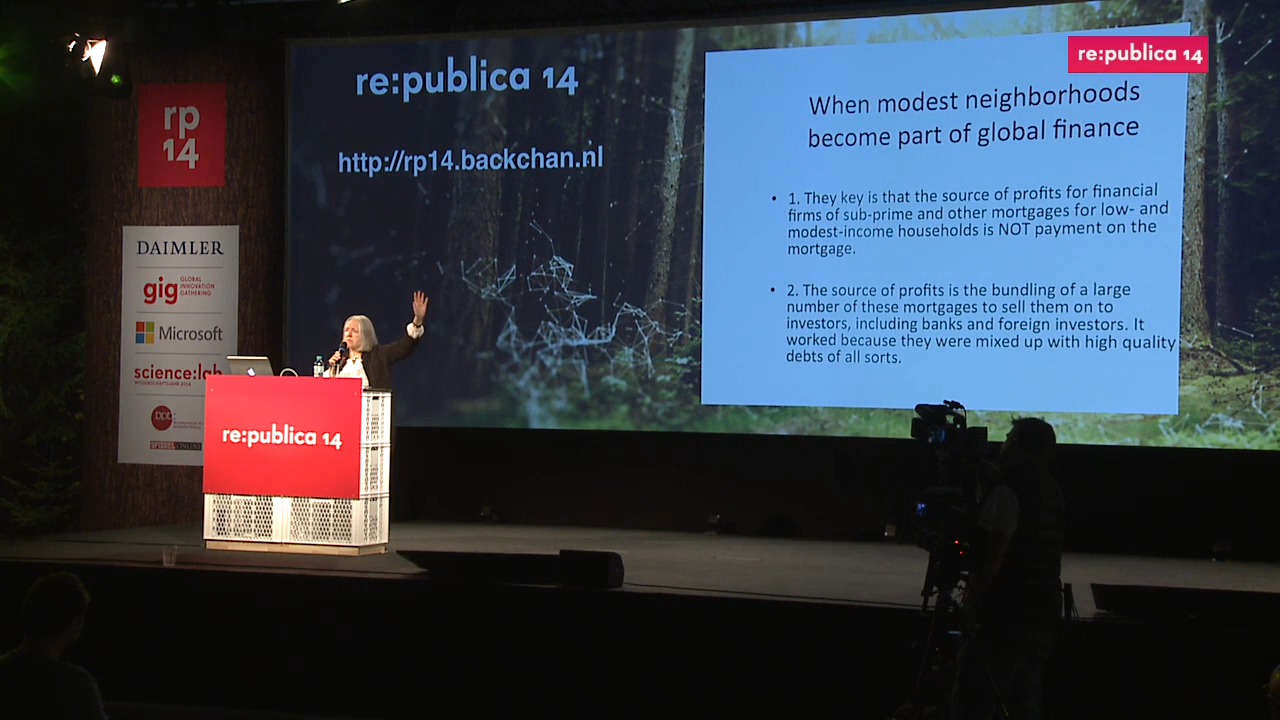 re:publica 14
http://rp14.backchan.nl
re:publica 14
When modest neighborhoods
become part of global finance
• 1. They key is that the source of profits for financial
firms of sub-prime and other mortgages for low- and
modest-income households is NOT payment on the
mortgage.
• 2. The source of profits is the bundling of a large
number of these mortgages to sell them on to
investors, including banks and foreign investors. It
worked because they were mixed up with high quality
debts of all sorts.
rp
14
DAIMLER
gig GLOBAL
INNOVATION
GATHERING
Microsoft
science:lab
WISSENSCHAFTSJAHR 2014
bpb
SPIEGEL ONLINE
re:publica 14